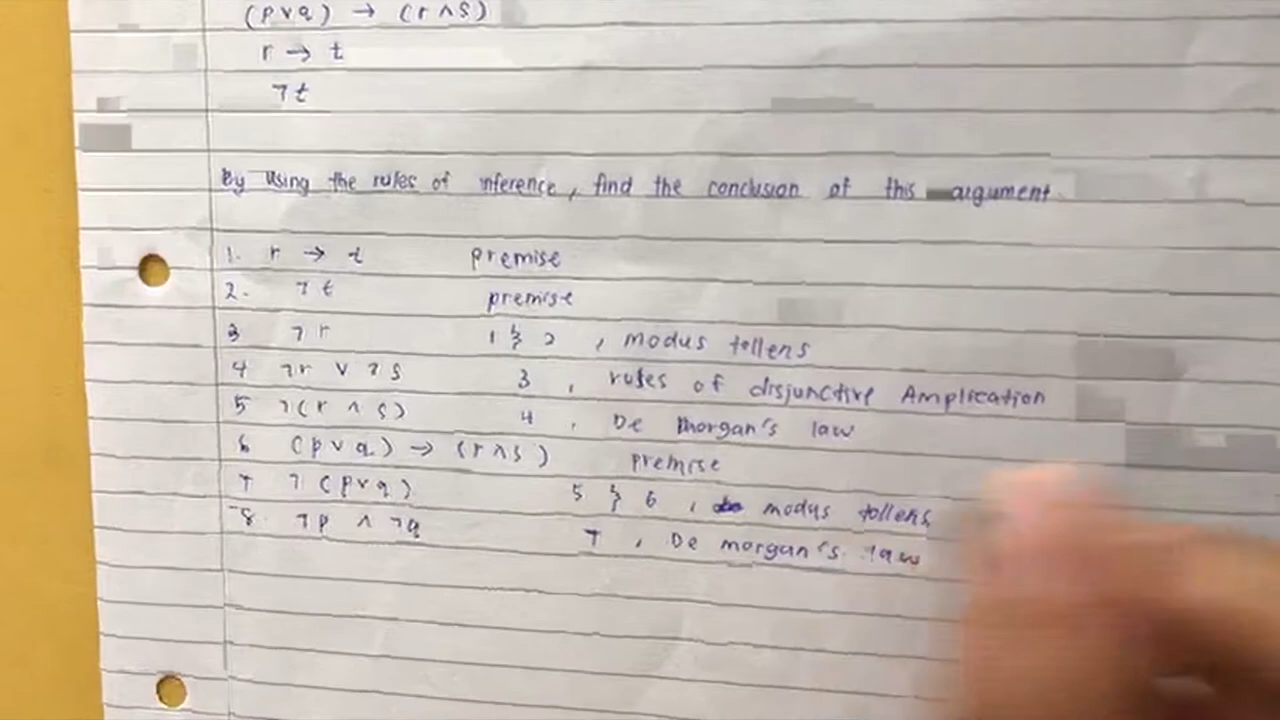 (p∨q) → (r∧s)
r → t
¬t
By using the rules of inference, find the conclusion of this argument.
1. r → t premise
2. ¬t premise
3 ¬r 1 & 2, modus tollens
4 ¬r ∨ ¬s 3, rules of disjunctive Amplication
5 ¬(r ∧ s) 4, De Morgan's law
6 (p∨q) → (r∧s) premise
7 ¬(p∨q) 5 & 6, modus tollens
8. ¬p ∧ ¬q 7, De morgan's law